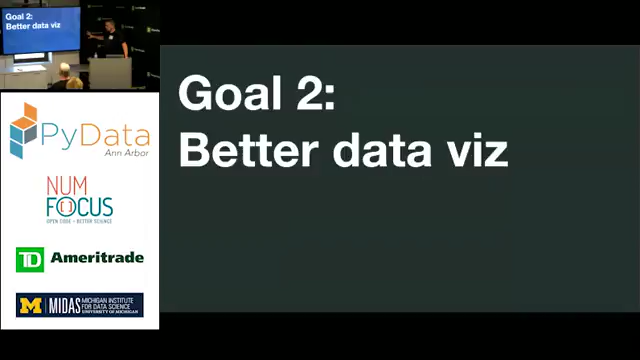 Goal 2:
Better data viz
PyData
Ann Arbor
NUM
FOCUS
OPEN CODE = BETTER SCIENCE
TD Ameritrade
M MIDAS MICHIGAN INSTITUTE
FOR DATA SCIENCE
UNIVERSITY OF MICHIGAN
Goal 2:
Better data viz